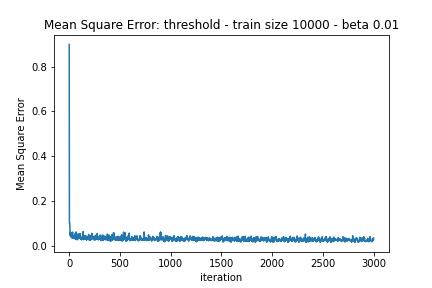 Mean Square Error: threshold - train size 10000 - beta 0.01
Mean Square Error
0.8
0.6
0.4
0.2
0.0
0 500 1000 1500 2000 2500 3000
iteration